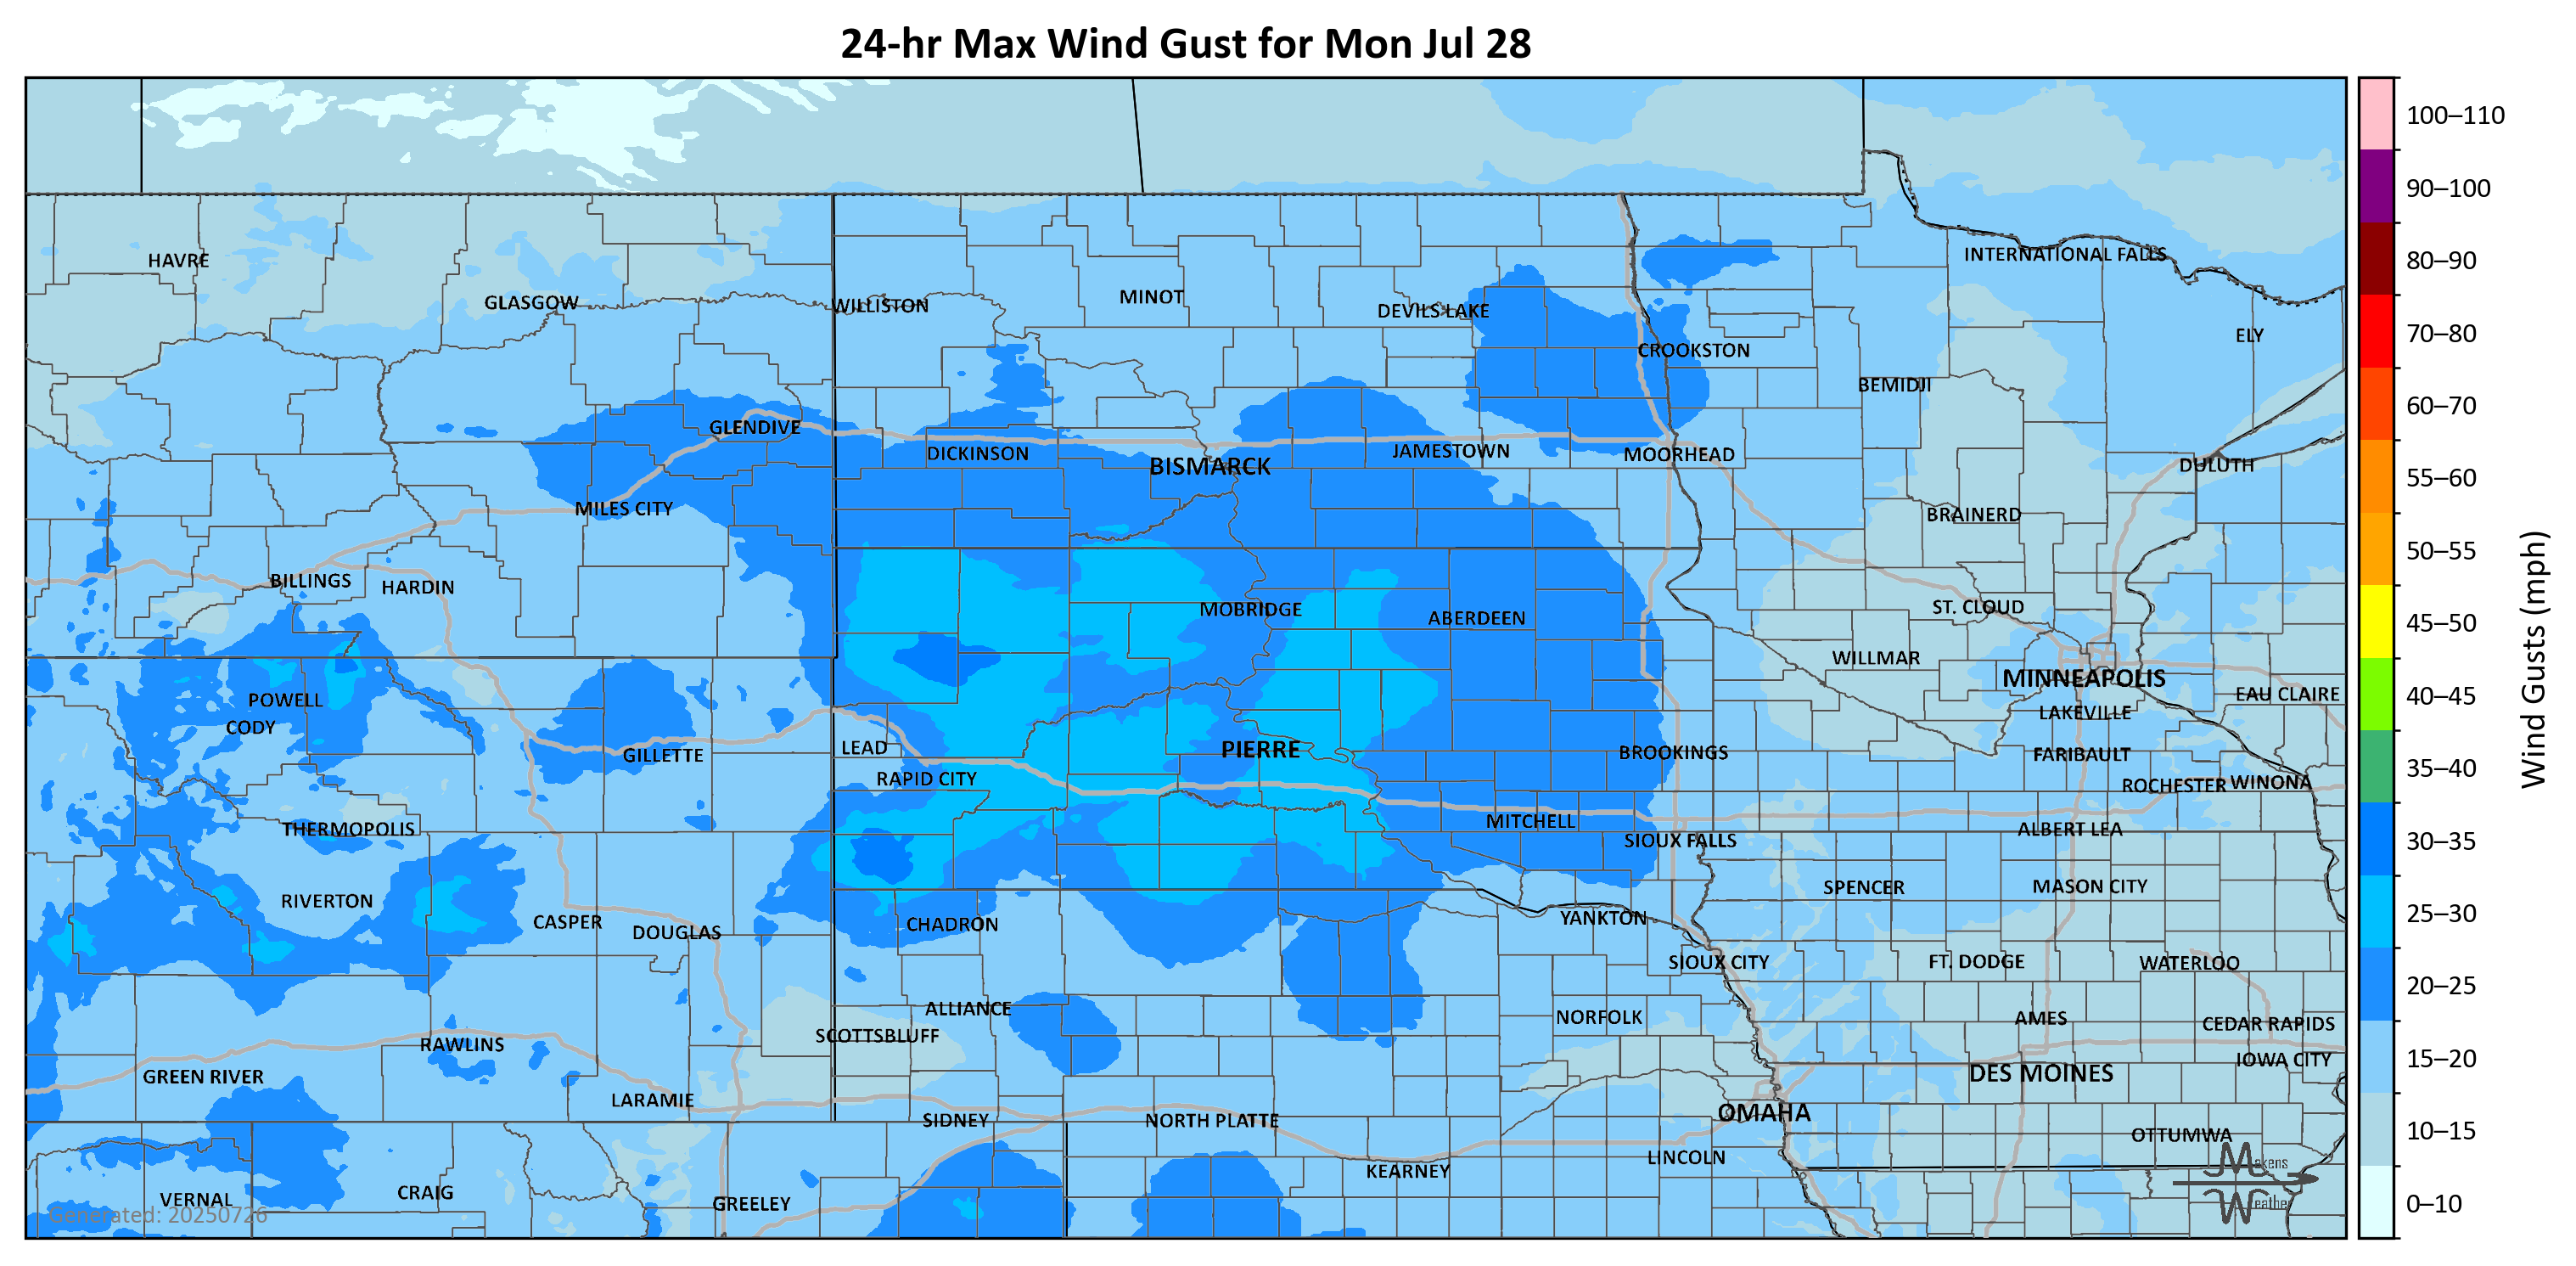 24-hr Max Wind Gust for Mon Jul 28
100–110
90–100
80–90
70–80
60–70
55–60
50–55
45–50
40–45
35–40
30–35
25–30
20–25
15–20
10–15
0–10
Wind Gusts (mph)
HAVRE
INTERNATIONAL FALLS
GLASGOW
WILLISTON
MINOT
DEVILS LAKE
ELY
CROOKSTON
BEMIDJI
GLENDIVE
DICKINSON
BISMARCK
JAMESTOWN
MOORHEAD
DULUTH
MILES CITY
BRAINERD
BILLINGS
HARDIN
MOBRIDGE
ABERDEEN
ST. CLOUD
WILLMAR
MINNEAPOLIS
EAU CLAIRE
POWELL
CODY
LAKEVILLE
GILLETTE
LEAD
PIERRE
BROOKINGS
FARIBAULT
RAPID CITY
ROCHESTER
WINONA
THERMOPOLIS
MITCHELL
ALBERT LEA
SIOUX FALLS
RIVERTON
SPENCER
MASON CITY
CASPER
DOUGLAS
CHADRON
YANKTON
SIOUX CITY
FT. DODGE
WATERLOO
ALLIANCE
SCOTTSBLUFF
NORFOLK
AMES
CEDAR RAPIDS
RAWLINS
IOWA CITY
GREEN RIVER
DES MOINES
LARAMIE
SIDNEY
NORTH PLATTE
OMAHA
OTTUMWA
KEARNEY
LINCOLN
VERNAL
CRAIG
GREELEY
Generated: 20250726
Makens
Weather